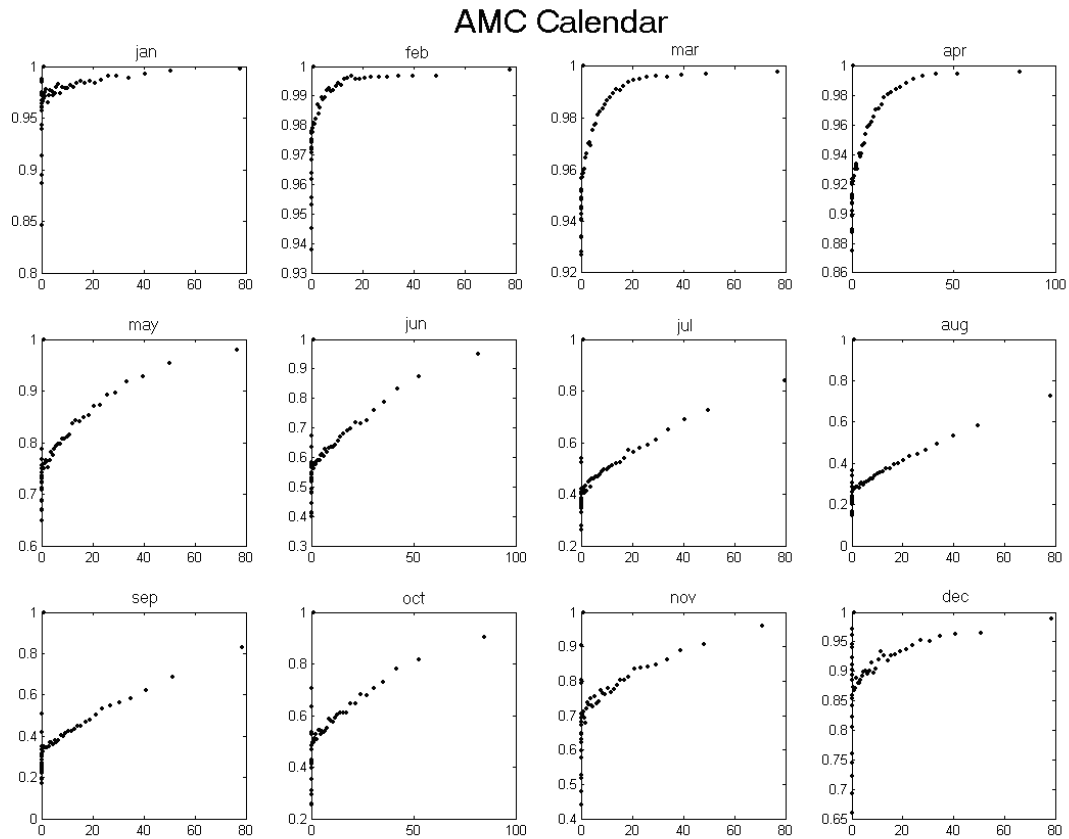 AMC Calendar
jan feb mar apr
1 1 1 1
0.99 0.99 0.98
0.95 0.98 0.98 0.96
0.97 0.94
0.9 0.96 0.96 0.92
0.95 0.9
0.85 0.94 0.94 0.88
0.8 0.93 0.92 0.86
0 20 40 60 80 0 20 40 60 80 0 20 40 60 80 0 50 100
may jun jul aug
1 1 1 1
0.9 0.9 0.8
0.9 0.8 0.8
0.8 0.7 0.6
0.6 0.6
0.7 0.5 0.4 0.4
0.4 0.2
0.6 0.3 0.2 0
0 20 40 60 80 0 50 100 0 20 40 60 80 0 20 40 60 80
sep oct nov dec
1 1 1 1
0.95
0.8 0.8 0.9 0.9
0.8 0.85
0.6 0.6 0.7 0.8
0.4 0.6 0.75
0.4 0.7
0.2 0.5 0.65
0 0.2 0.4
0 20 40 60 80 0 50 100 0 20 40 60 80 0 20 40 60 80